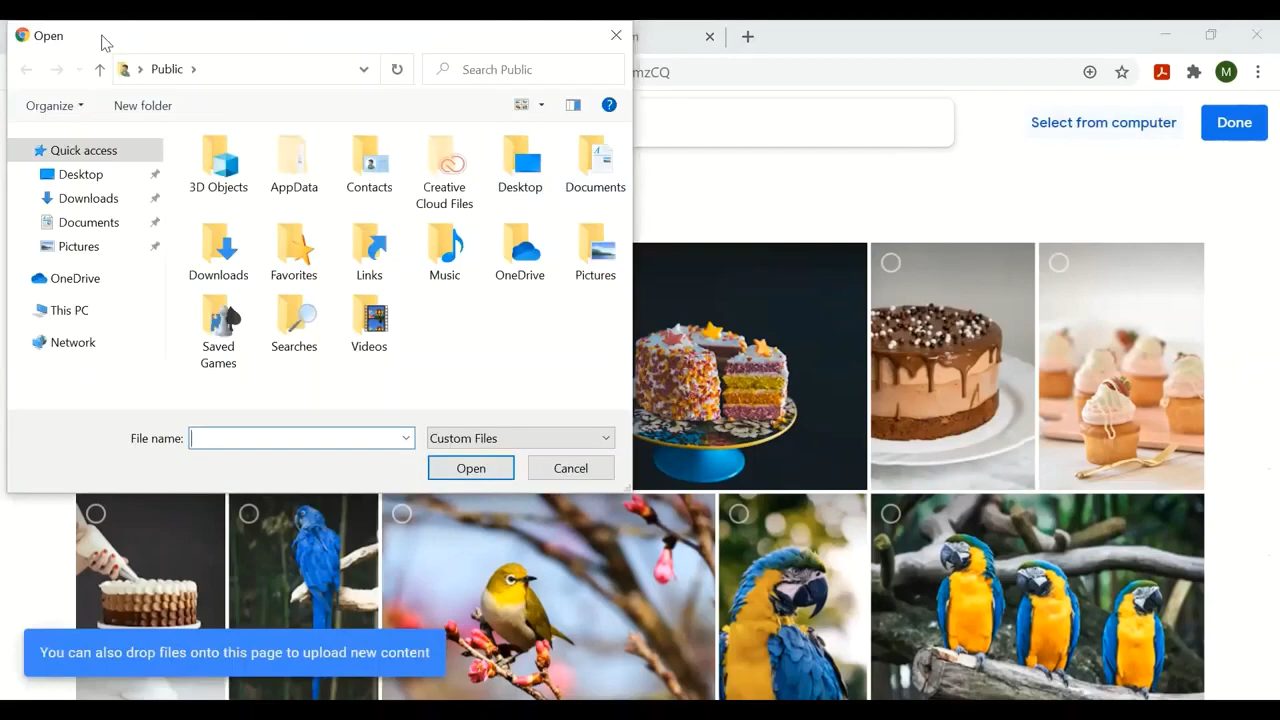 Open
m
Public
Search Public
mzCQ
M
Organize
New folder
Select from computer
Done
Quick access
Desktop
Downloads
Documents
Pictures
OneDrive
This PC
Network
3D Objects
AppData
Contacts
Creative
Cloud Files
Desktop
Documents
Downloads
Favorites
Links
Music
OneDrive
Pictures
Saved
Games
Searches
Videos
File name:
Custom Files
Open
Cancel
You can also drop files onto this page to upload new content